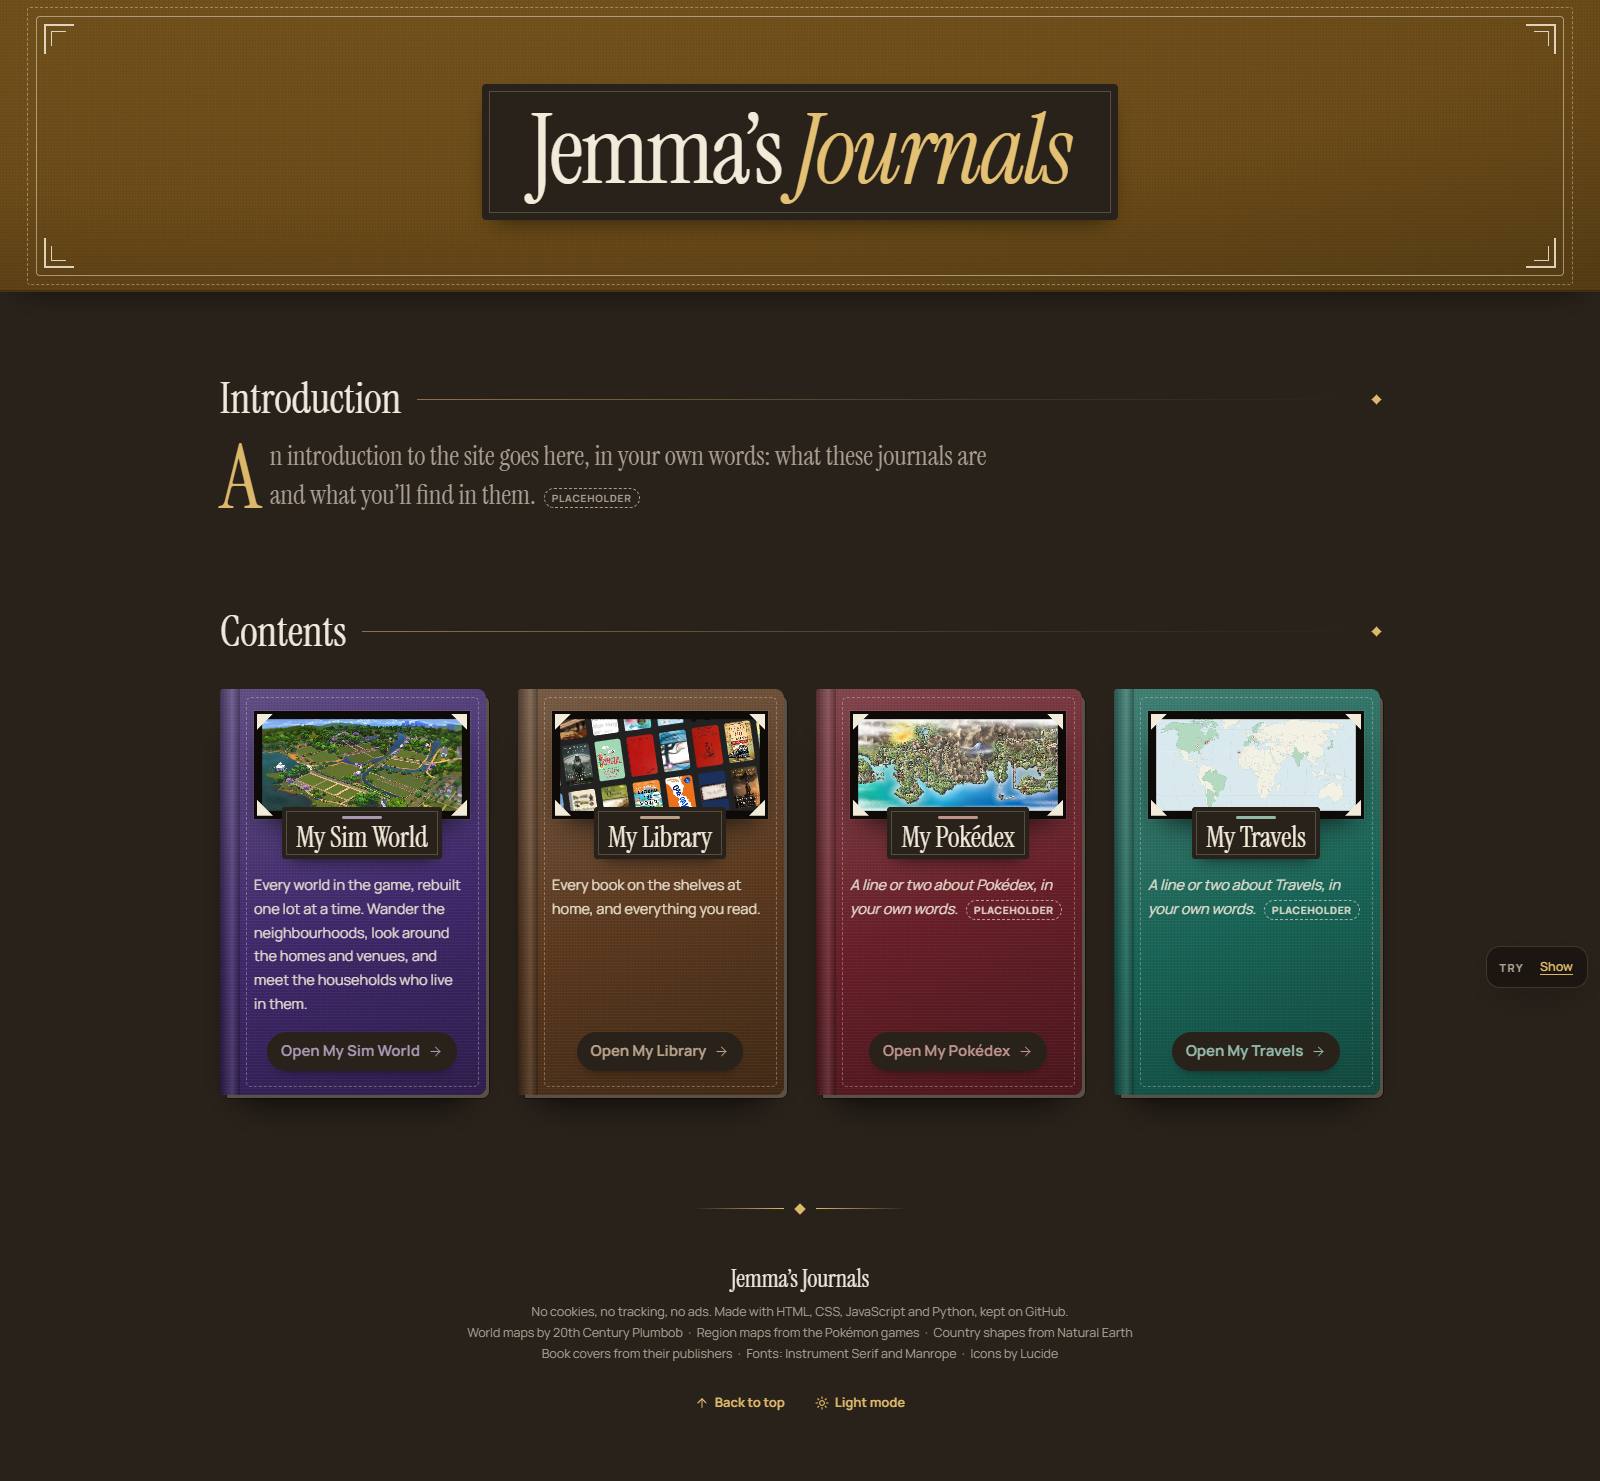 Jemma’s Journals
Introduction
An introduction to the site goes here, in your own words: what these journals are
and what you’ll find in them. PLACEHOLDER
Contents
My Sim World
Every world in the game, rebuilt
one lot at a time. Wander the
neighbourhoods, look around
the homes and venues, and
meet the households who live
in them.
Open My Sim World →
My Library
Every book on the shelves at
home, and everything you read.
Open My Library →
My Pokédex
A line or two about Pokédex, in
your own words. PLACEHOLDER
Open My Pokédex →
My Travels
A line or two about Travels, in
your own words. PLACEHOLDER
Open My Travels →
TRY Show
Jemma’s Journals
No cookies, no tracking, no ads. Made with HTML, CSS, JavaScript and Python, kept on GitHub.
World maps by 20th Century Plumbob · Region maps from the Pokémon games · Country shapes from Natural Earth
Book covers from their publishers · Fonts: Instrument Serif and Manrope · Icons by Lucide
↑ Back to top Light mode